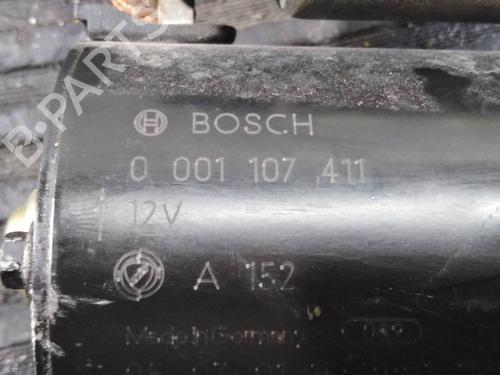 B-PARTS
BOSCH
0 001 107 411
12V
A 152
Made in Germany